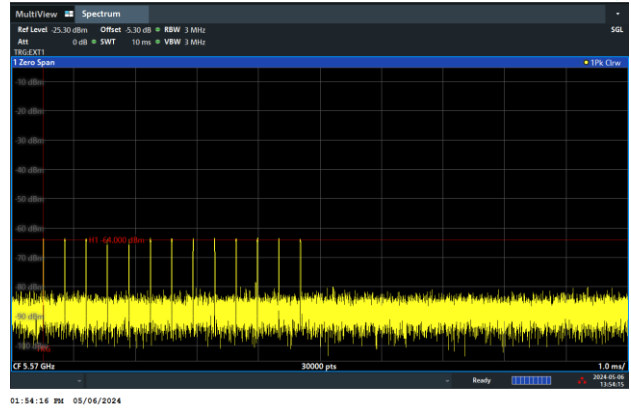 MultiView Spectrum
Ref Level -25.30 dBm Offset -5.30 dB RBW 3 MHz SGL
Att 0 dB SWT 10 ms VBW 3 MHz
TRG:EXT1
1 Zero Span 1Pk Clrw
-10 dBm
-20 dBm
-30 dBm
-40 dBm
-50 dBm
-60 dBm
HT -64.000 dBm
-70 dBm
-80 dBm
-90 dBm
-100 dBm
CF 5.57 GHz 30000 pts 1.0 ms/
Ready 2024-05-06
13:54:15
01:54:16 PM 05/06/2024